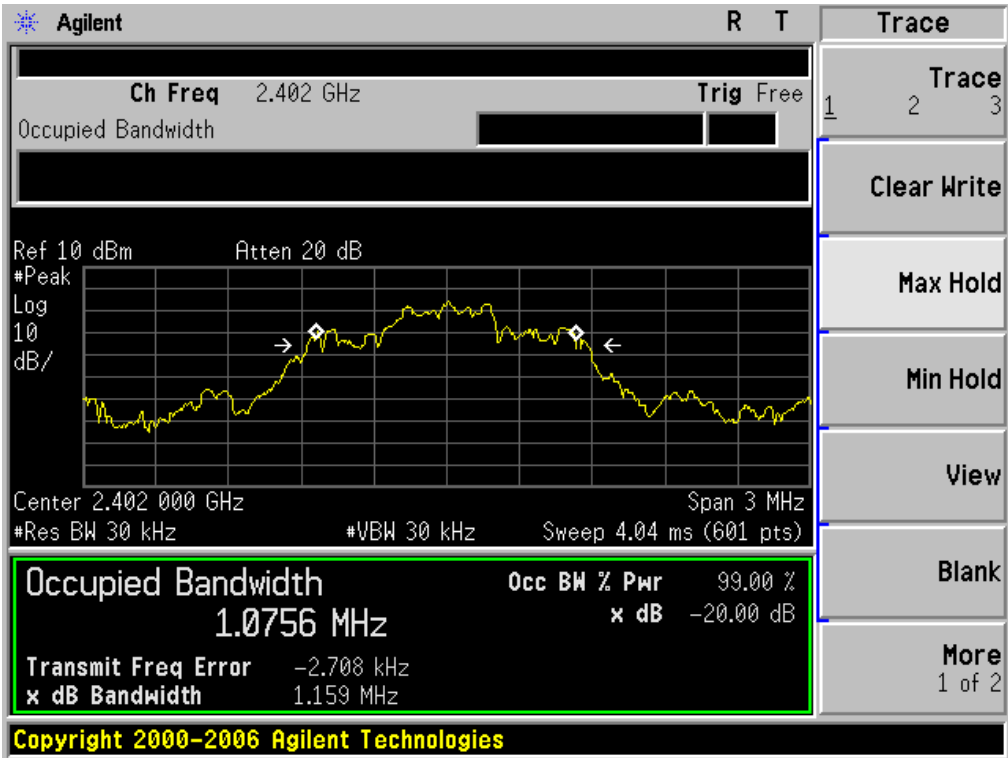 Agilent R T Trace
Ch Freq 2.402 GHz Trig Free
Occupied Bandwidth
Trace
1 2 3
Clear Write
Ref 10 dBm Atten 20 dB
#Peak
Log
10
dB/
Max Hold
Min Hold
Center 2.402 000 GHz Span 3 MHz
#Res BW 30 kHz #VBW 30 kHz Sweep 4.04 ms (601 pts)
View
Occupied Bandwidth Occ BW % Pwr 99.00 %
1.0756 MHz x dB -20.00 dB
Blank
Transmit Freq Error -2.708 kHz
x dB Bandwidth 1.159 MHz
More
1 of 2
Copyright 2000-2006 Agilent Technologies